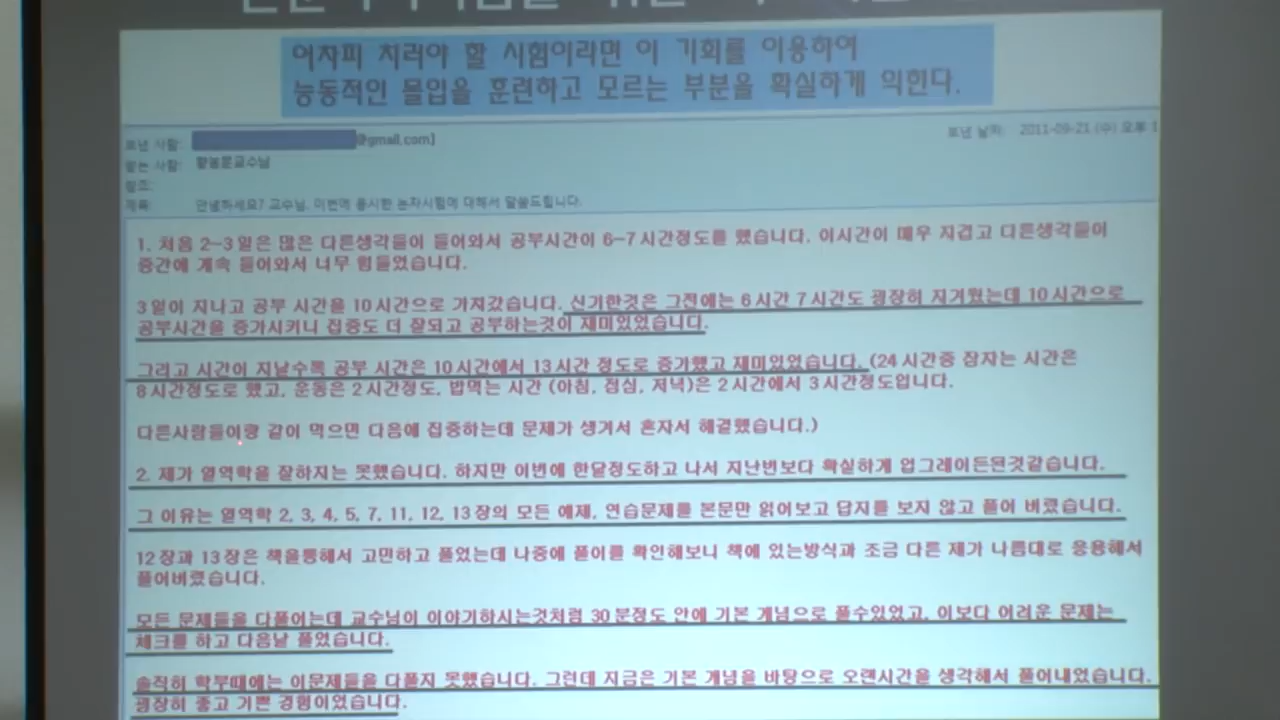 어차피 치러야 할 시험이라면 이 기회를 이용하여
능동적인 몰입을 훈련하고 모르는 부분을 확실하게 익힌다.
보낸 사람: @gmail.com]
보낸 날짜: 2011-09-21 (수) 오후
받는 사람: 황농문교수님
참조:
제목: 안녕하세요? 교수님. 이번에 응시한 논자시험에 대해서 말씀드립니다.
1. 처음 2-3일은 많은 다른생각들이 들어와서 공부시간이 6-7시간정도를 했습니다. 이시간이 매우 지겹고 다른생각들이
중간에 계속 들어와서 너무 힘들었습니다.
3일이 지나고 공부 시간을 10시간으로 가져갔습니다. 신기한것은 그전에는 6시간 7시간도 굉장히 지겨웠는데 10시간으로
공부시간을 증가시키니 집중도 더 잘되고 공부하는것이 재미있었습니다.
그리고 시간이 지날수록 공부 시간은 10시간에서 13시간 정도로 증가했고 재미있었습니다. (24시간중 잠자는 시간은
8시간정도로 했고, 운동은 2시간정도, 밥먹는 시간 (아침, 점심, 저녁)은 2시간에서 3시간정도입니다.
다른사람들이랑 같이 먹으면 다음에 집중하는데 문제가 생겨서 혼자서 해결했습니다.)
2. 제가 열역학을 잘하지는 못했습니다. 하지만 이번에 한달정도하고 나서 지난번보다 확실하게 업그레이드된것같습니다.
그 이유는 열역학 2, 3, 4, 5, 7, 11, 12, 13장의 모든 예제, 연습문제를 본문만 읽어보고 답지를 보지 않고 풀어 버렸습니다.
12장과 13장은 책을통해서 고민하고 풀었는데 나중에 풀이를 확인해보니 책에 있는방식과 조금 다른 제가 나름대로 응용해서
풀어버렸습니다.
모든 문제들을 다풀어는데 교수님이 이야기하시는것처럼 30분정도 안에 기본 개념으로 풀수있었고, 이보다 어려운 문제는
체크를 하고 다음날 풀었습니다.
솔직히 학부때에는 이문제들을 다풀지 못했습니다. 그런데 지금은 기본 개념을 바탕으로 오랜시간을 생각해서 풀어내었습니다.
굉장히 좋고 기쁜 경험이었습니다.